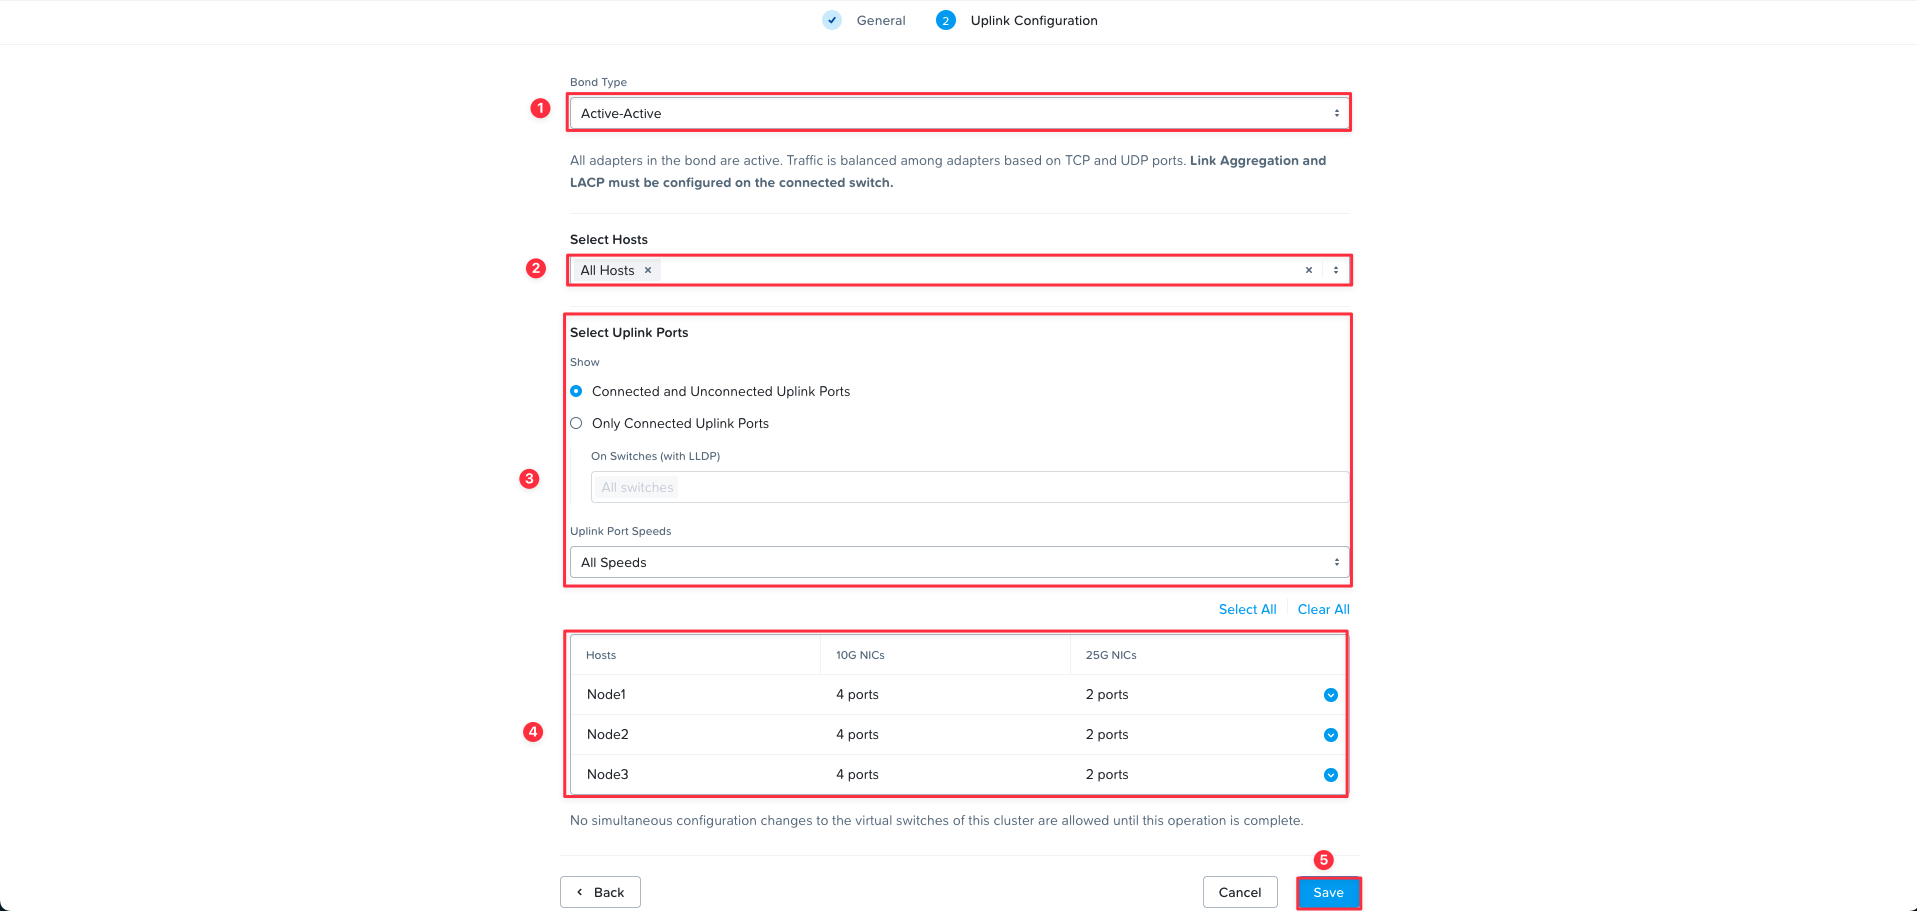 General 2 Uplink Configuration
Bond Type
1 Active-Active
All adapters in the bond are active. Traffic is balanced among adapters based on TCP and UDP ports. Link Aggregation and
LACP must be configured on the connected switch.
Select Hosts
2 All Hosts
Select Uplink Ports
Show
Connected and Unconnected Uplink Ports
Only Connected Uplink Ports
On Switches (with LLDP)
3
All switches
Uplink Port Speeds
All Speeds
Select All Clear All
Hosts 10G NICs 25G NICs
Node1 4 ports 2 ports
4 Node2 4 ports 2 ports
Node3 4 ports 2 ports
No simultaneous configuration changes to the virtual switches of this cluster are allowed until this operation is complete.
5
Back Cancel Save